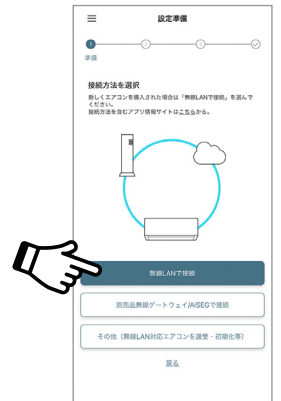 設定準備
1
2
3
準備
接続方法を選択
新しくエアコンを購入された場合は「無線LANで接続」を選んで
ください。
接続方法を含むアプリ情報サイトはこちらから。
無線LANで接続
別売品無線ゲートウェイ/AiSEGで接続
その他(無線LAN対応エアコンを譲受・初期化等)
戻る